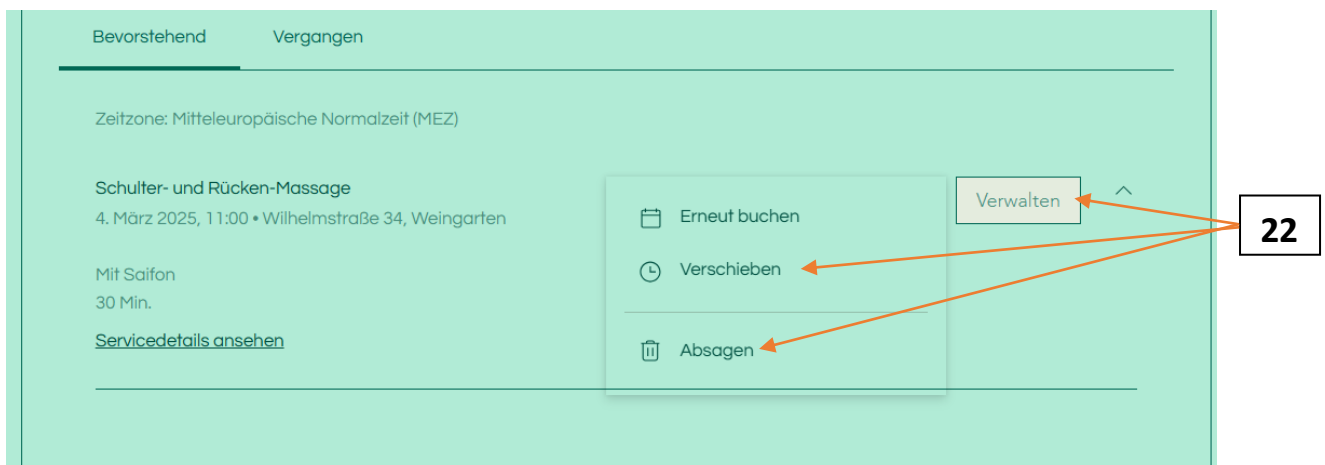 Bevorstehend Vergangen
Zeitzone: Mitteleuropäische Normalzeit (MEZ)
Schulter- und Rücken-Massage
4. März 2025, 11:00 • Wilhelmstraße 34, Weingarten
Mit Saifon
30 Min.
Servicedetails ansehen
Erneut buchen
Verschieben
Absagen
Verwalten
22